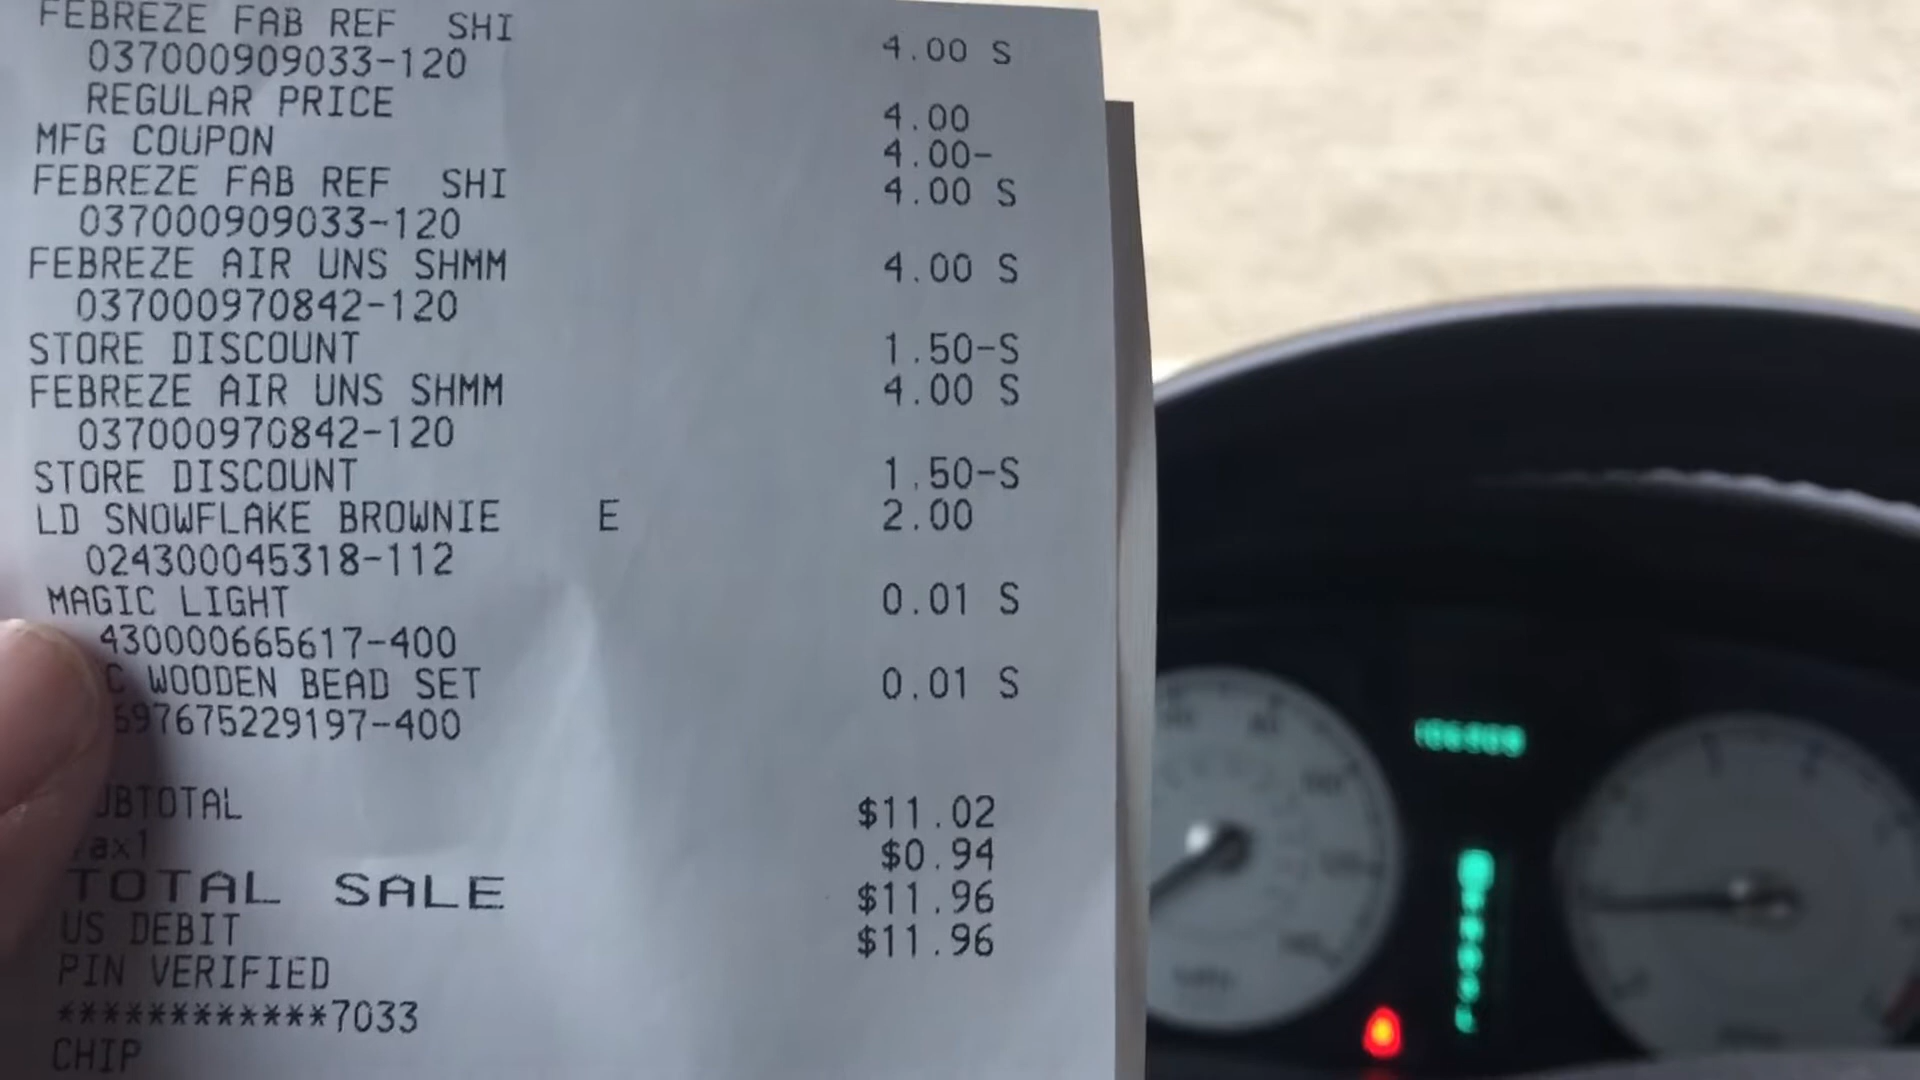 FEBREZE FAB REF SHI 4.00 S
037000909033-120
REGULAR PRICE 4.00
MFG COUPON 4.00-
FEBREZE FAB REF SHI 4.00 S
037000909033-120
FEBREZE AIR UNS SHMM 4.00 S
037000970842-120
STORE DISCOUNT 1.50-S
FEBREZE AIR UNS SHMM 4.00 S
037000970842-120
STORE DISCOUNT 1.50-S
LD SNOWFLAKE BROWNIE E 2.00
024300045318-112
MAGIC LIGHT 0.01 S
430000665617-400
C WOODEN BEAD SET 0.01 S
697675229197-400
UBTOTAL $11.02
ax1 $0.94
TOTAL SALE $11.96
US DEBIT $11.96
PIN VERIFIED
************7033
CHIP